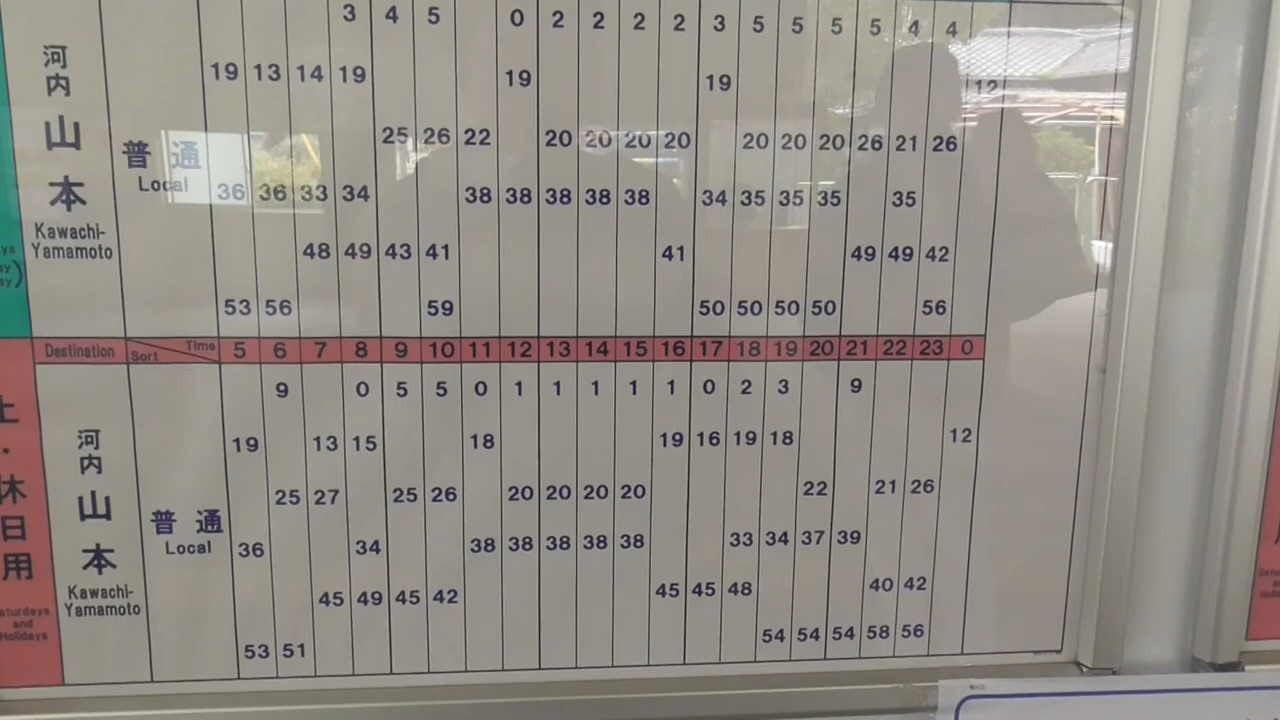 3 4 5 0 2 2 2 2 3 5 5 5 5 4 4
19 13 14 19 19 19 12
25 26 22 20 20 20 20 20 20 20 26 21 26
36 36 33 34 38 38 38 38 38 34 35 35 35 35
48 49 43 41 41 49 49 42
53 56 59 50 50 50 50 56
河内山本
Kawachi-
Yamamoto
普通
Local
Destination Sort Time 5 6 7 8 9 10 11 12 13 14 15 16 17 18 19 20 21 22 23 0
9 0 5 5 0 1 1 1 1 1 0 2 3 9
19 13 15 18 19 16 19 18 12
25 27 25 26 20 20 20 20 22 21 26
36 34 38 38 38 38 38 33 34 37 39
45 49 45 42 45 45 48 40 42
53 51 54 54 54 58 56
河内山本
Kawachi-
Yamamoto
普通
Local
休日用
and
Holidays